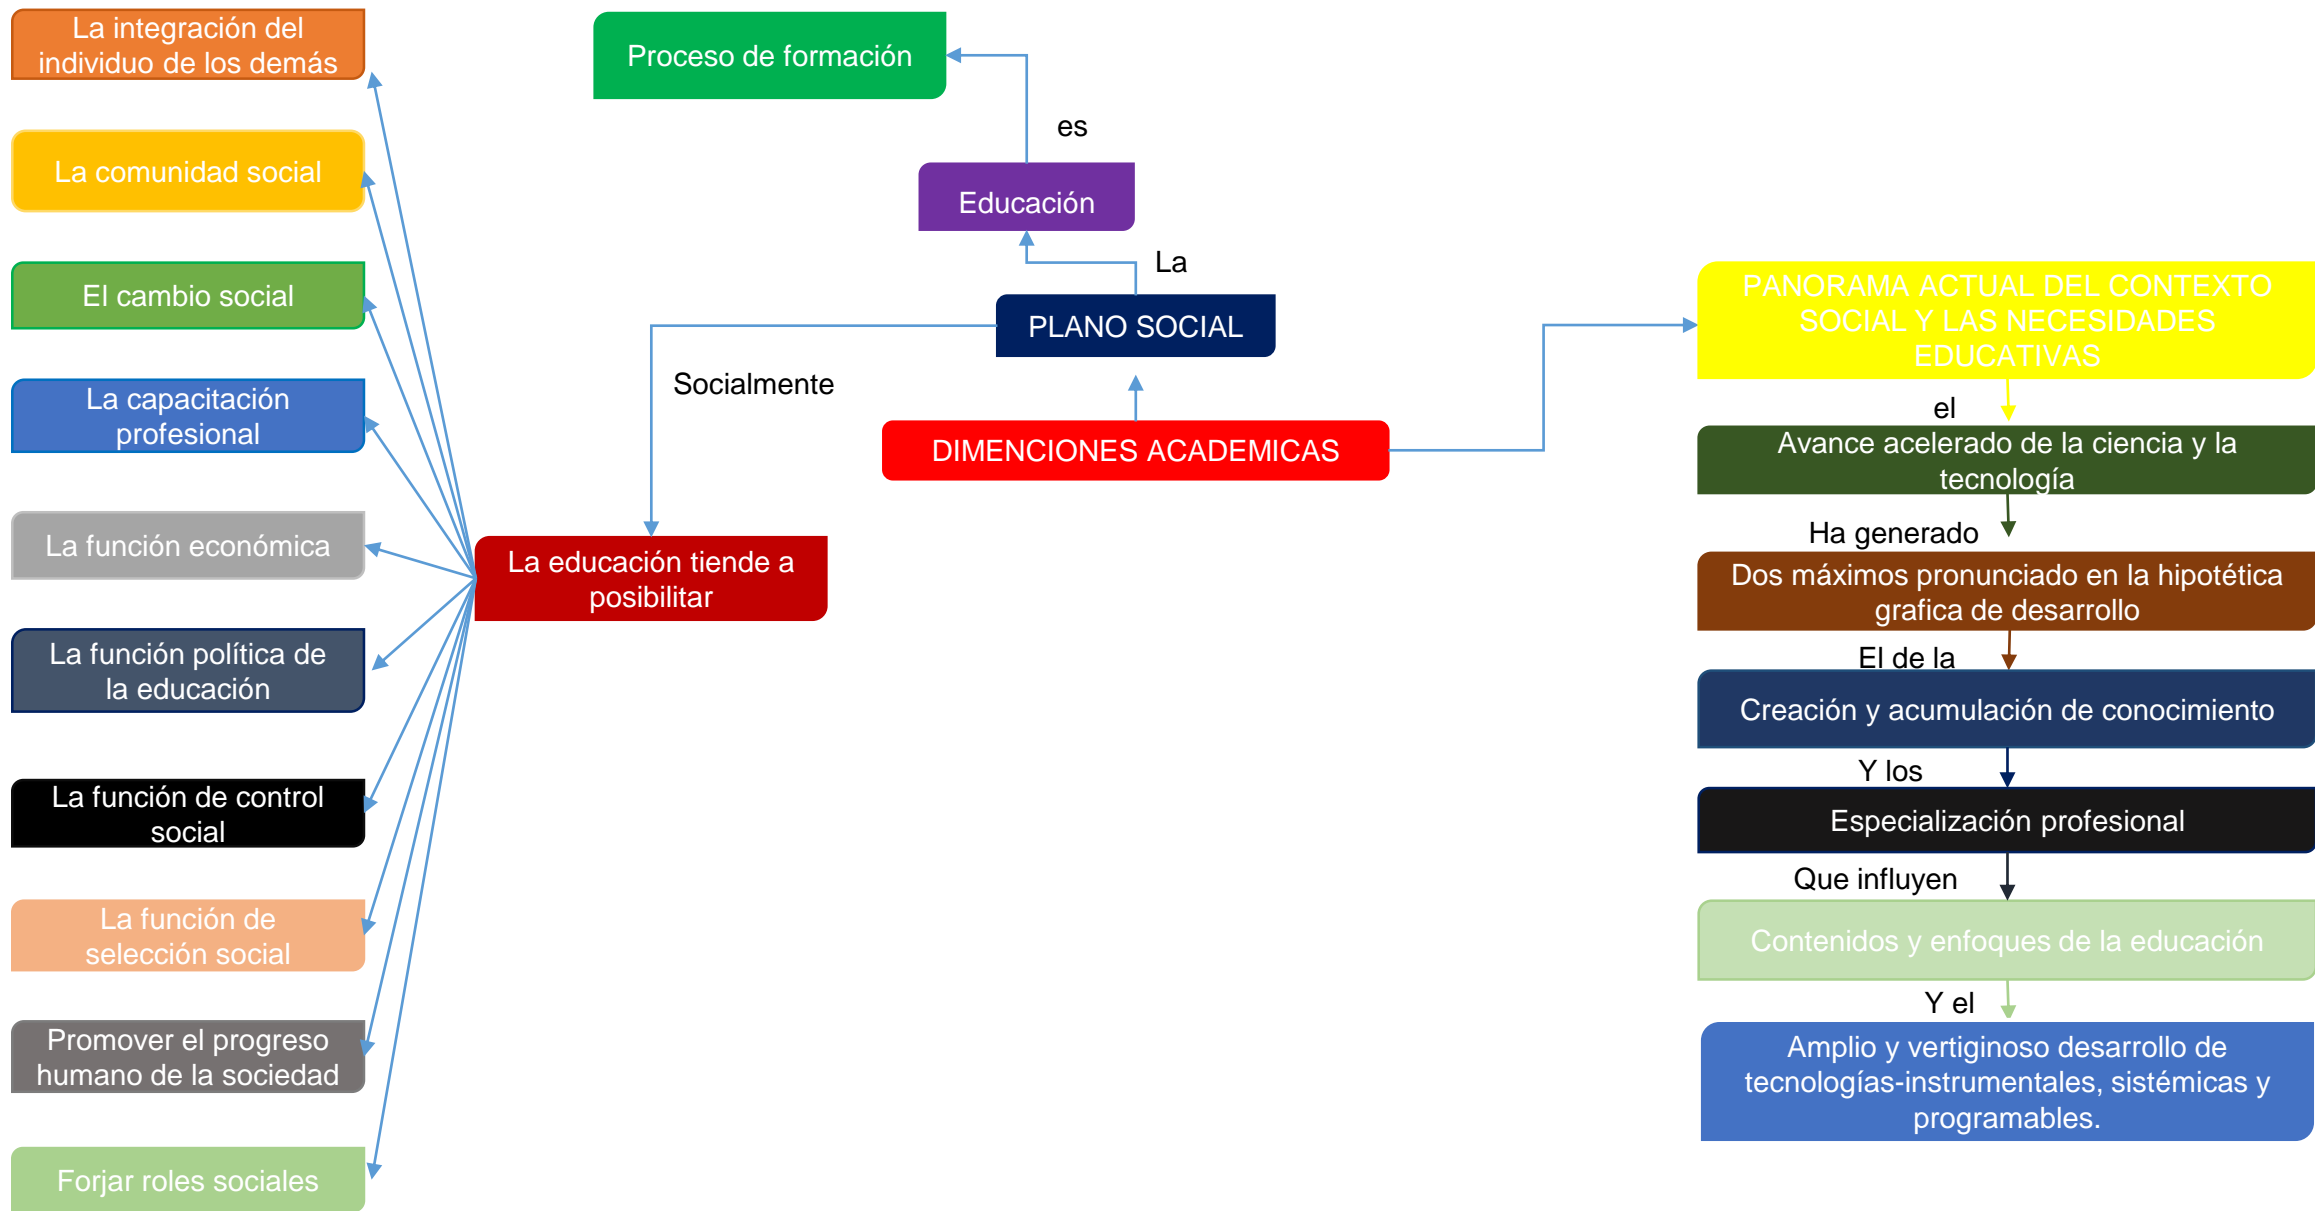 La integración del
individuo de los demás
La comunidad social
El cambio social
La capacitación
profesional
La función económica
La función política de
la educación
La función de control
social
La función de
selección social
Promover el progreso
humano de la sociedad
Forjar roles sociales
Proceso de formación
es
Educación
La
PLANO SOCIAL
Socialmente
DIMENCIONES ACADEMICAS
La educación tiende a
posibilitar
PANORAMA ACTUAL DEL CONTEXTO
SOCIAL Y LAS NECESIDADES
EDUCATIVAS
el
Avance acelerado de la ciencia y la
tecnología
Ha generado
Dos máximos pronunciado en la hipotética
grafica de desarrollo
El de la
Creación y acumulación de conocimiento
Y los
Especialización profesional
Que influyen
Contenidos y enfoques de la educación
Y el
Amplio y vertiginoso desarrollo de
tecnologías-instrumentales, sistémicas y
programables.